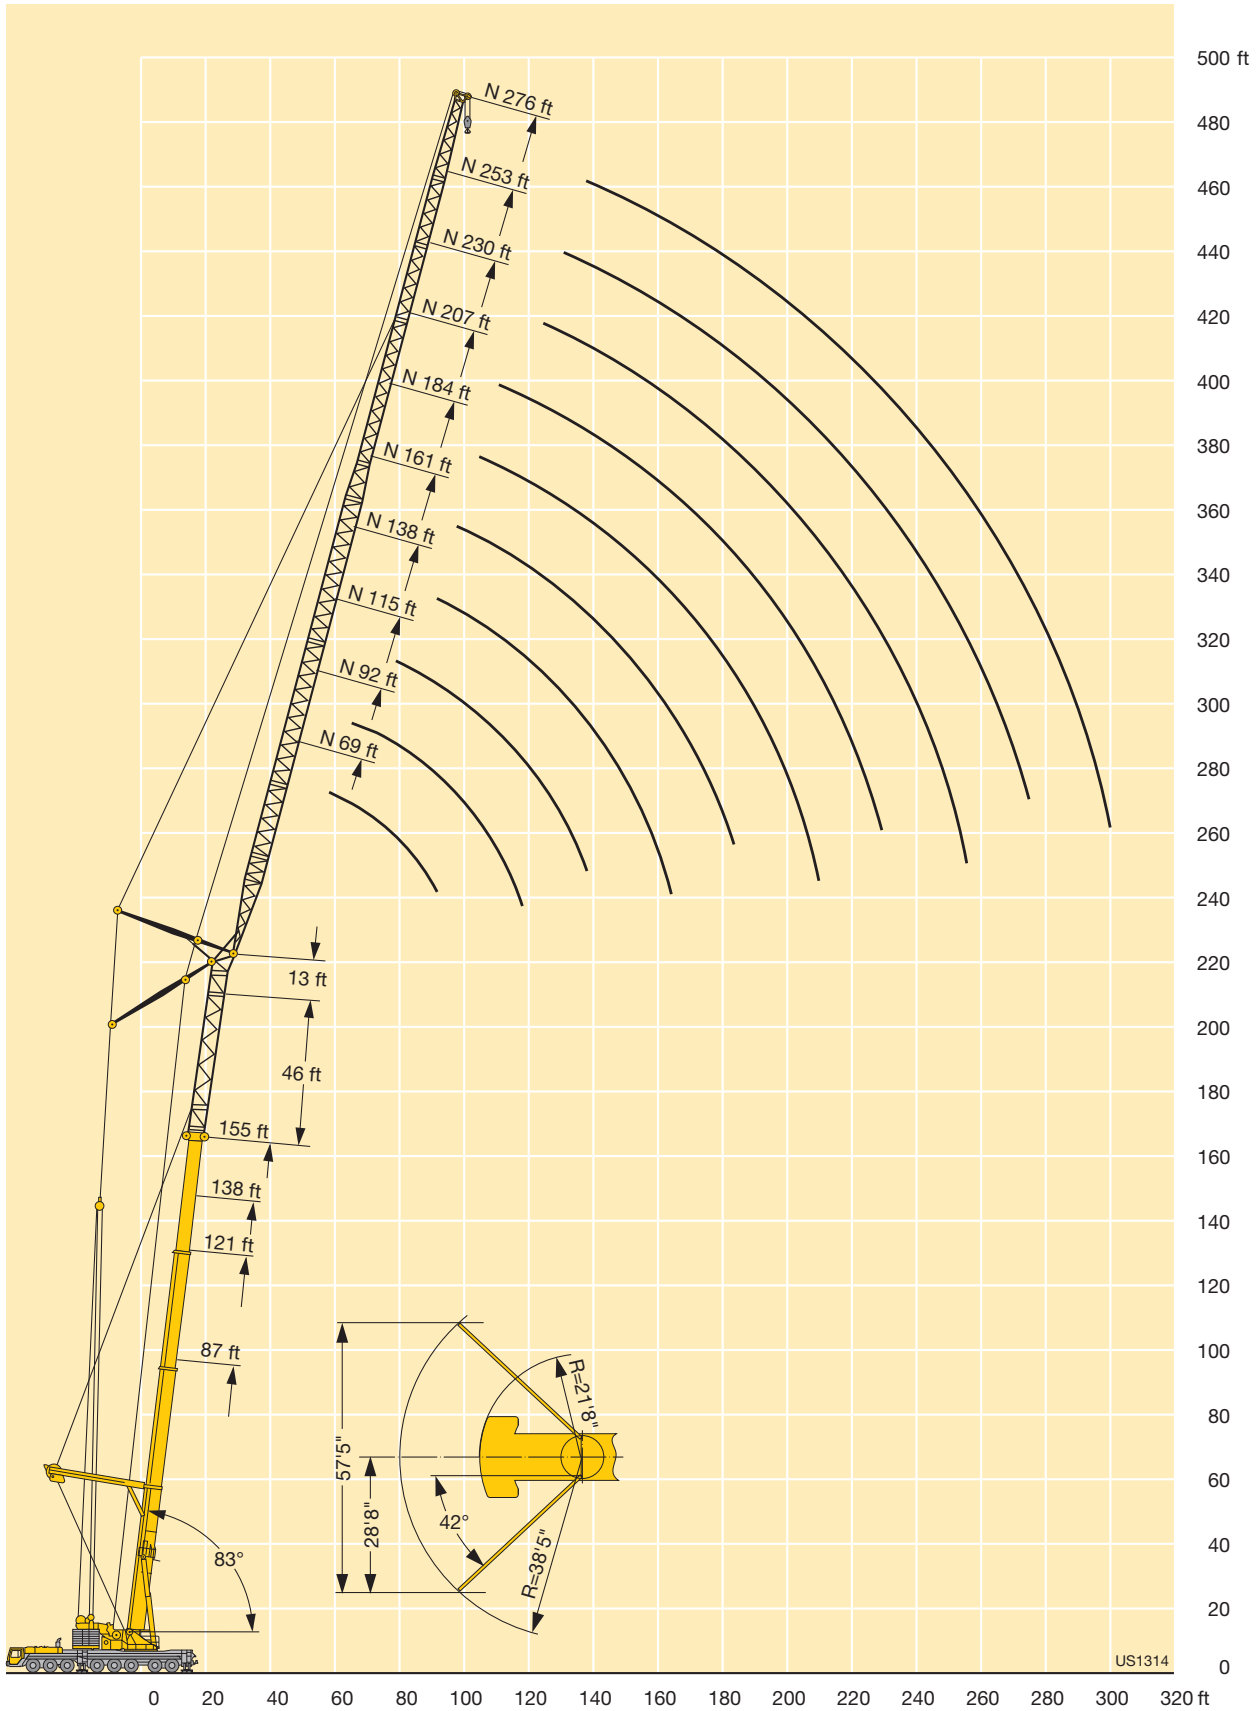 500 ft
N 276 ft
480
N 253 ft
460
N 230 ft
440
N 207 ft
420
N 184 ft
400
380
N 161 ft
360
N 138 ft
340
N 115 ft
320
N 92 ft
300
N 69 ft
280
260
240
220
13 ft
200
46 ft
180
155 ft
160
138 ft
140
121 ft
120
87 ft
100
R=21'8"
80
57'5"
60
28'8"
42°
R=38'5"
40
83°
20
US1314
0
0 20 40 60 80 100 120 140 160 180 200 220 240 260 280 300 320 ft